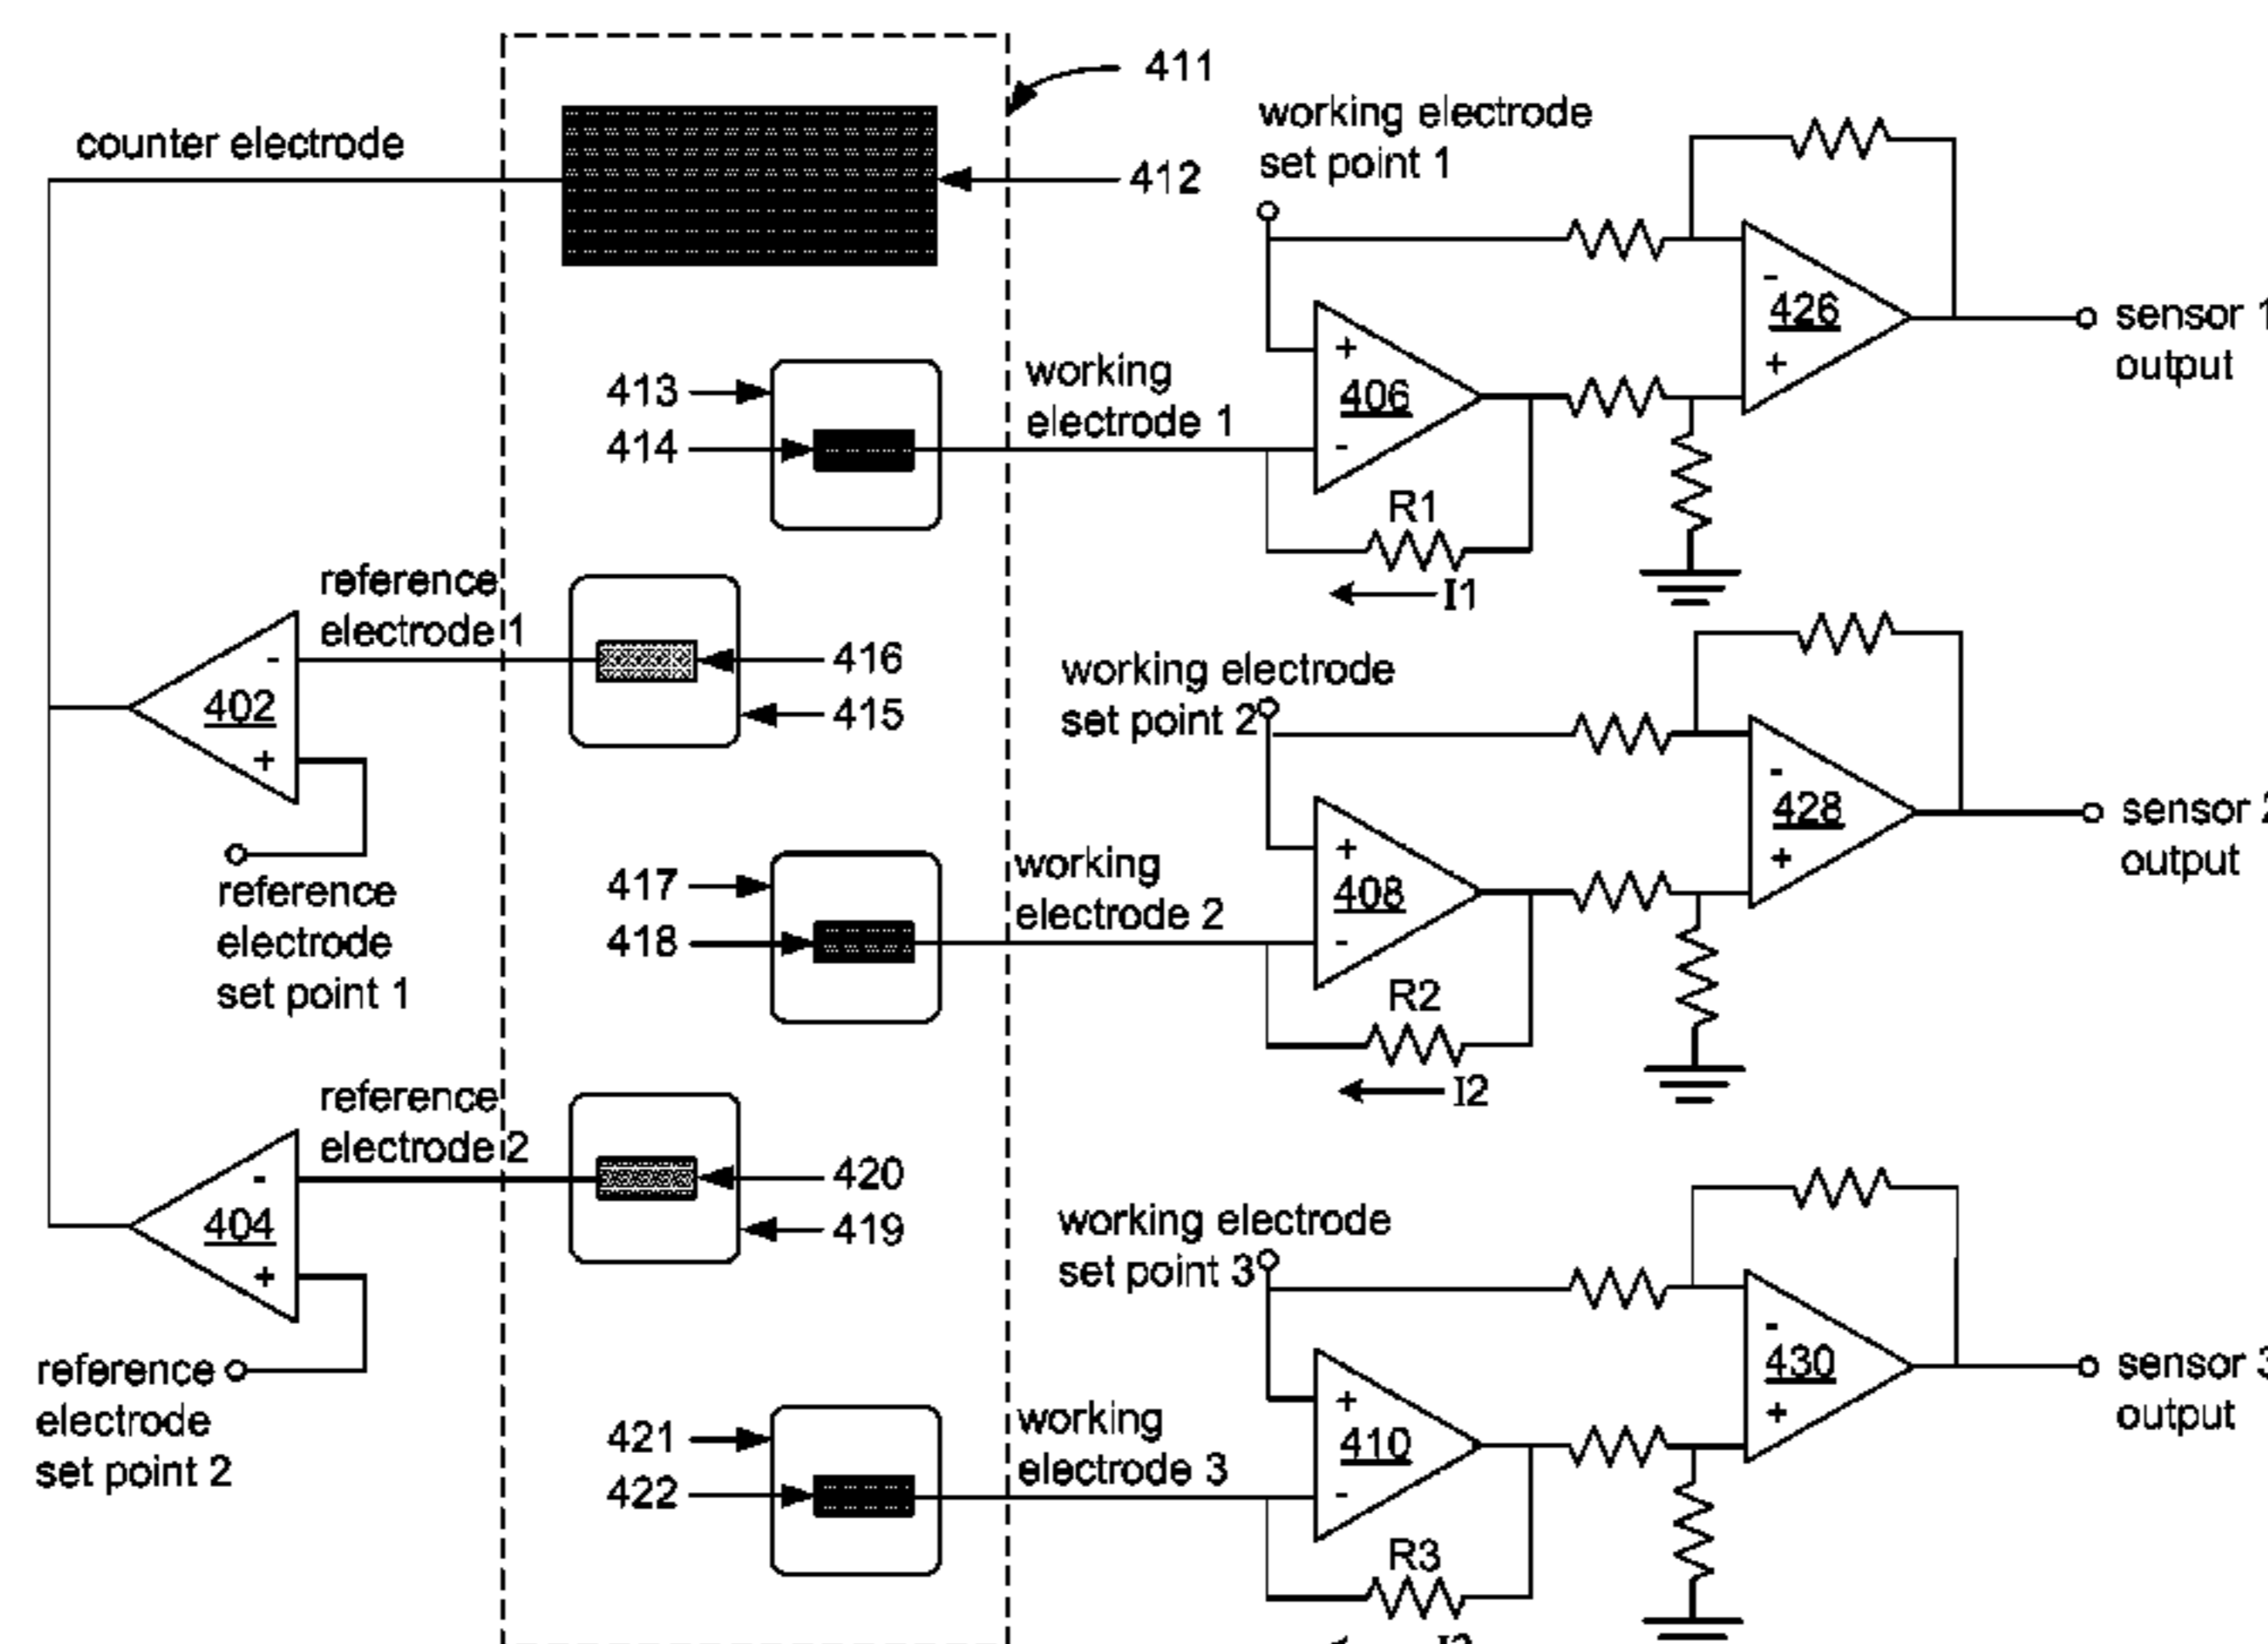 411
counter electrode
412
working electrode
set point 1
-
426
+
sensor 1
output
413
414
working
electrode 1
+
406
-
R1
I1
reference
electrode 1
-
402
+
416
415
reference
electrode
set point 1
working electrode
set point 2
-
428
+
sensor 2
output
417
418
working
electrode 2
+
408
-
R2
I2
reference
electrode 2
-
404
+
420
419
reference
electrode
set point 2
working electrode
set point 3
-
430
+
sensor 3
output
421
422
working
electrode 3
+
410
-
R3